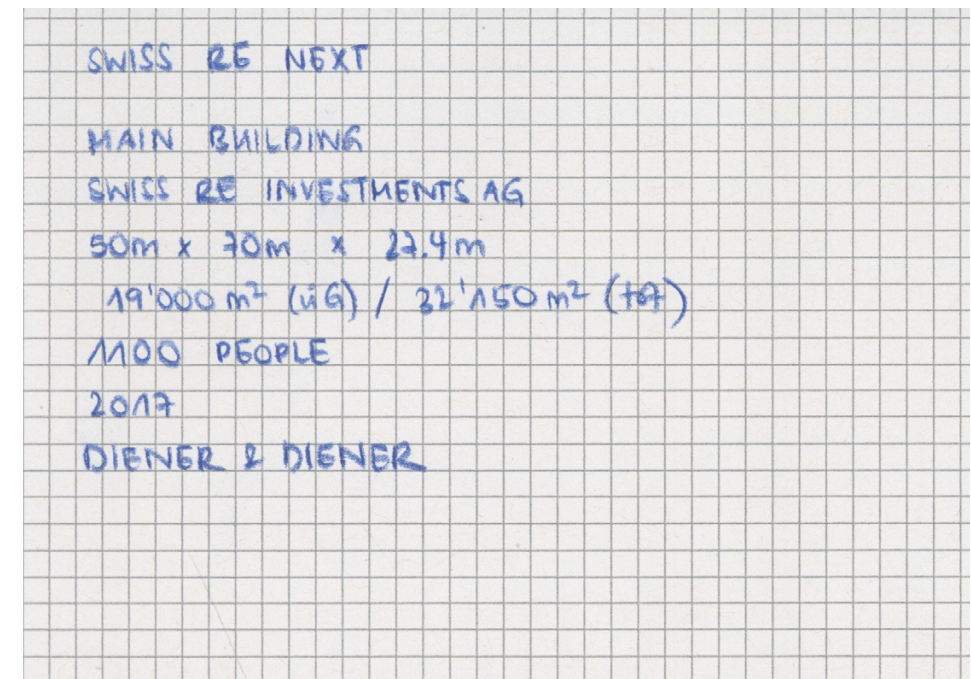 SWISS RE NEXT
MAIN BUILDING
SWISS RE INVESTMENTS AG
50m x 70m x 27.4m
19'000 m² (üG) / 32'150 m² (tot)
1100 PEOPLE
2017
DIENER & DIENER